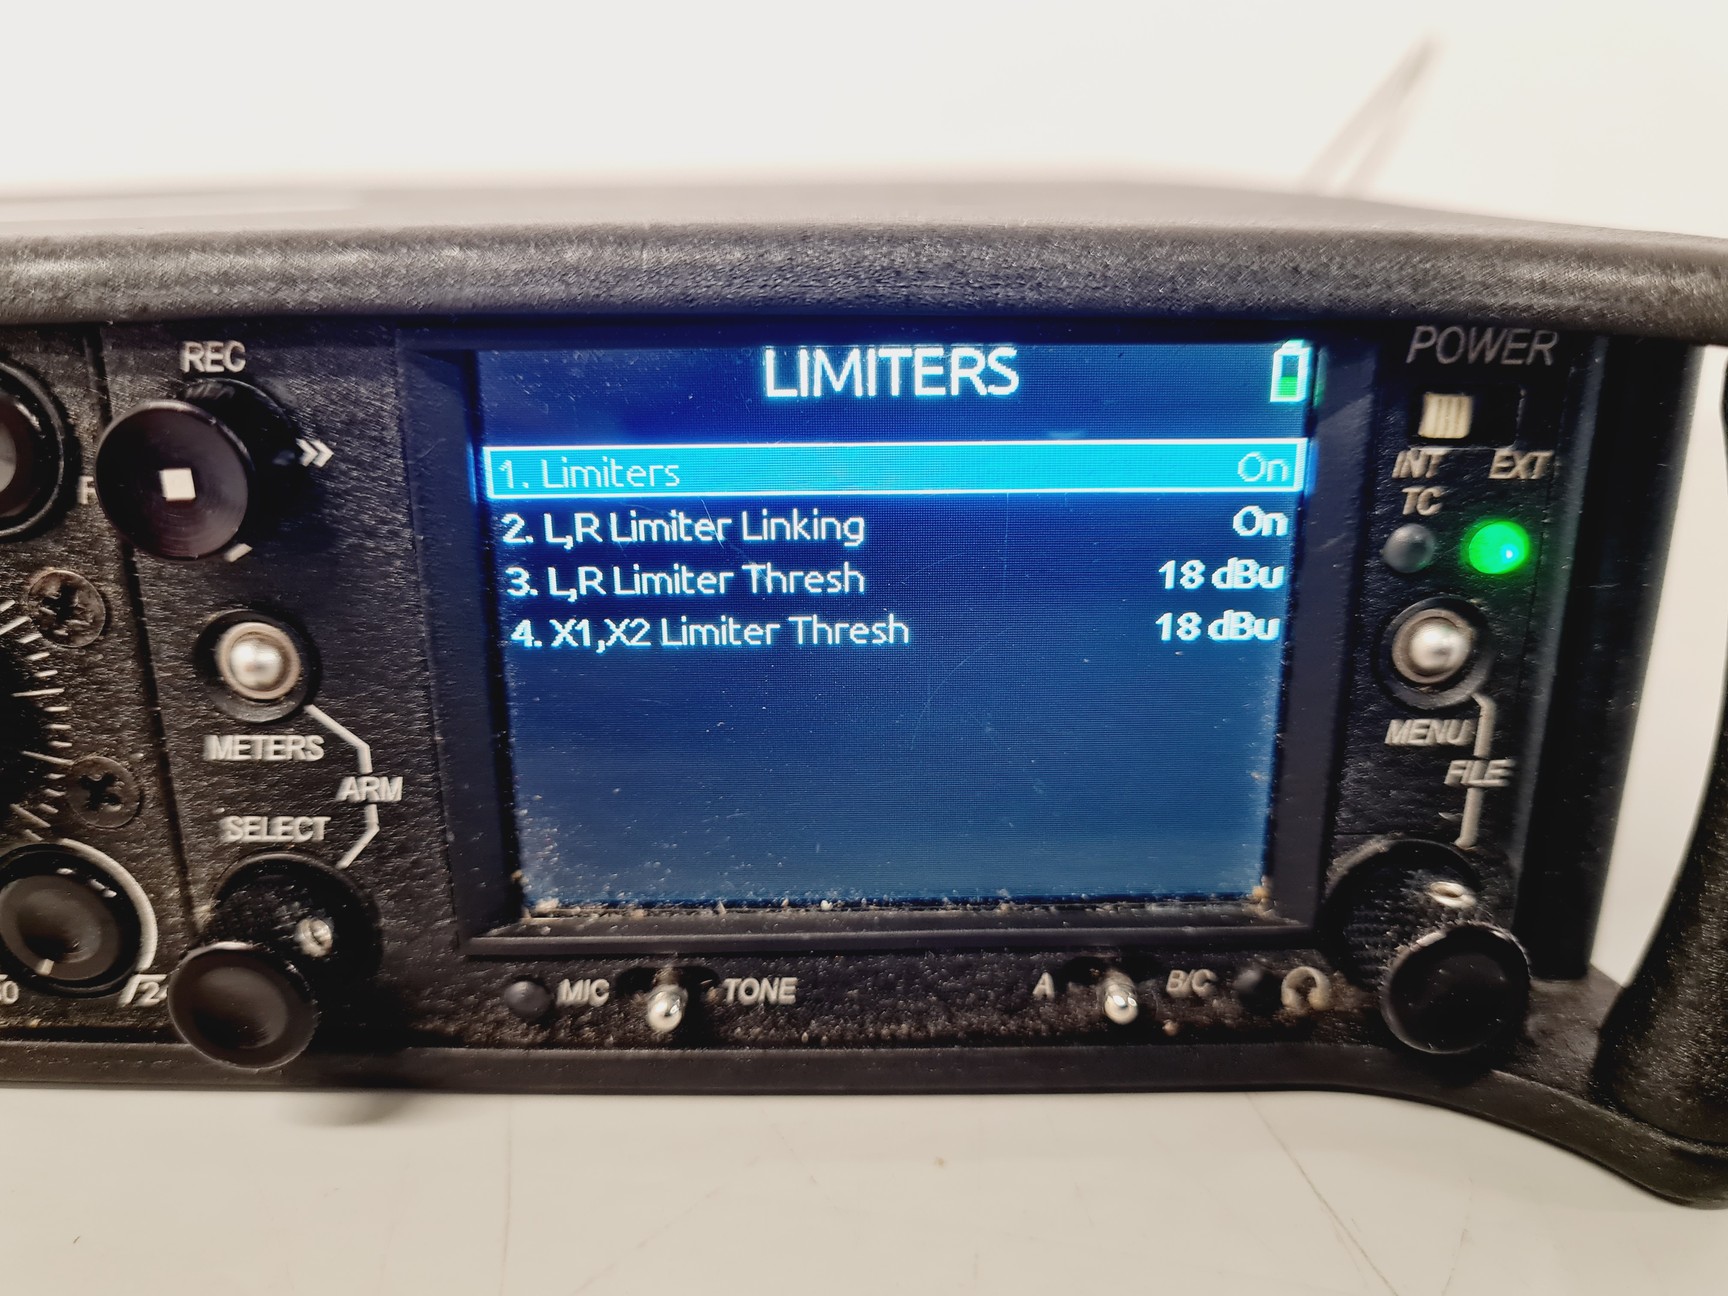 REC
»
METERS
ARM
SELECT
LIMITERS
1. Limiters On
2. L,R Limiter Linking On
3. L,R Limiter Thresh 18 dBu
4. X1,X2 Limiter Thresh 18 dBu
POWER
INT EXT
TC
MENU
FILE
MIC TONE
A B/C